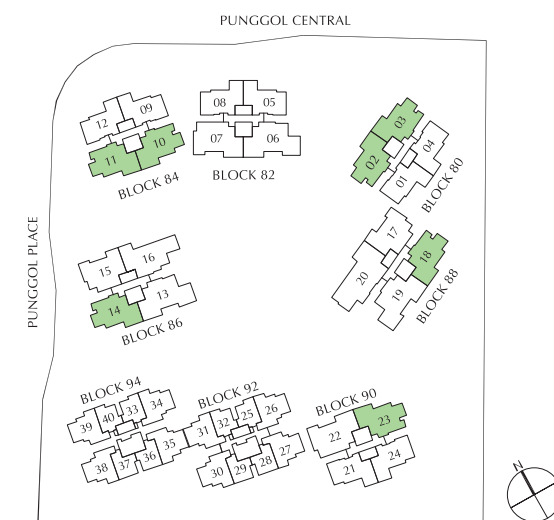 PUNGGOL CENTRAL
PUNGGOL PLACE
12 09
11 10
BLOCK 84
08 05
07 06
BLOCK 82
03
02
04
01
BLOCK 80
15 16
14 13
BLOCK 86
17
18
20
19
BLOCK 88
BLOCK 94
39 40 33 34
38 37 36 35
BLOCK 92
31 32 25 26
30 29 28 27
BLOCK 90
22 23
21 24
N